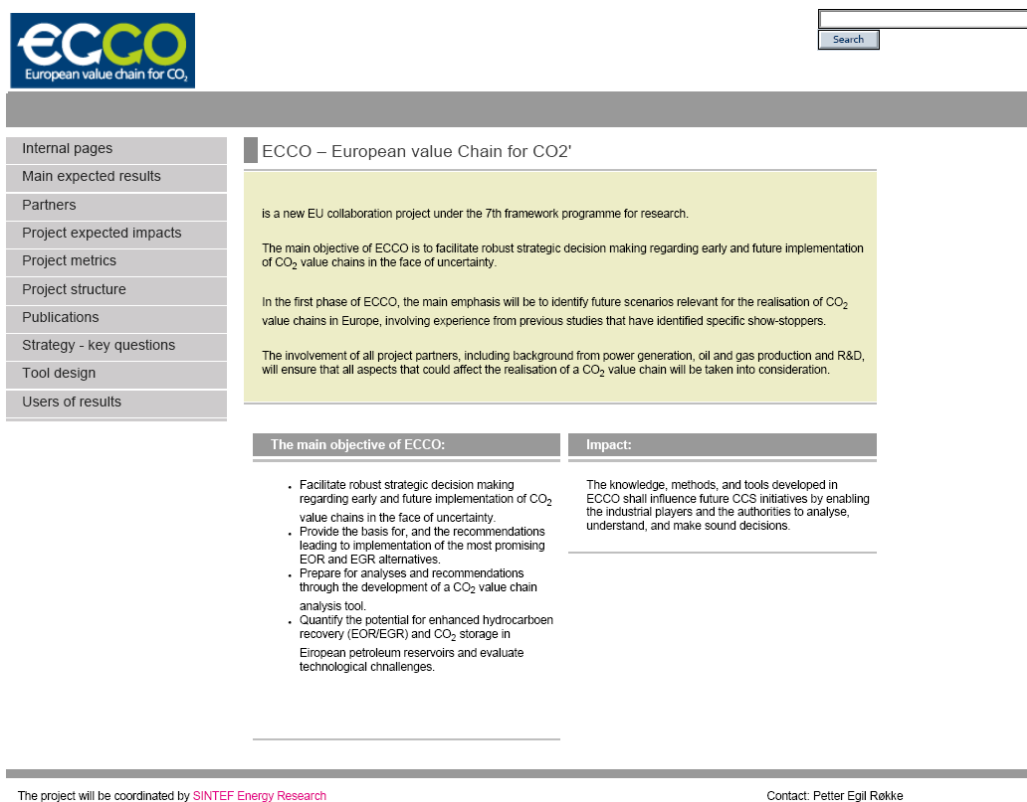 ECCO
European value chain for CO2
Search
Internal pages
Main expected results
Partners
Project expected impacts
Project metrics
Project structure
Publications
Strategy - key questions
Tool design
Users of results
ECCO – European value Chain for CO2'
is a new EU collaboration project under the 7th framework programme for research.
The main objective of ECCO is to facilitate robust strategic decision making regarding early and future implementation
of CO2 value chains in the face of uncertainty.
In the first phase of ECCO, the main emphasis will be to identify future scenarios relevant for the realisation of CO2
value chains in Europe, involving experience from previous studies that have identified specific show-stoppers.
The involvement of all project partners, including background from power generation, oil and gas production and R&D,
will ensure that all aspects that could affect the realisation of a CO2 value chain will be taken into consideration.
The main objective of ECCO:
• Facilitate robust strategic decision making
regarding early and future implementation of CO2
value chains in the face of uncertainty.
• Provide the basis for, and the recommendations
leading to implementation of the most promising
EOR and EGR alternatives.
• Prepare for analyses and recommendations
through the development of a CO2 value chain
analysis tool.
• Quantify the potential for enhanced hydrocarboen
recovery (EOR/EGR) and CO2 storage in
Eiropean petroleum reservoirs and evaluate
technological chnallenges.
Impact:
The knowledge, methods, and tools developed in
ECCO shall influence future CCS initiatives by enabling
the industrial players and the authorities to analyse,
understand, and make sound decisions.
The project will be coordinated by SINTEF Energy Research
Contact: Petter Egil Røkke